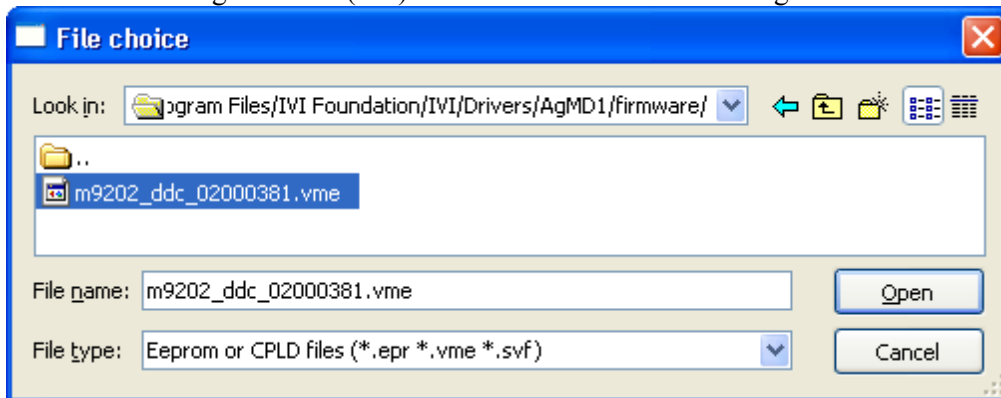 File choice
Look in: ogram Files/IVI Foundation/IVI/Drivers/AgMD1/firmware/
..
m9202_ddc_02000381.vme
File name: m9202_ddc_02000381.vme Open
File type: Eeprom or CPLD files (*.epr *.vme *.svf) Cancel